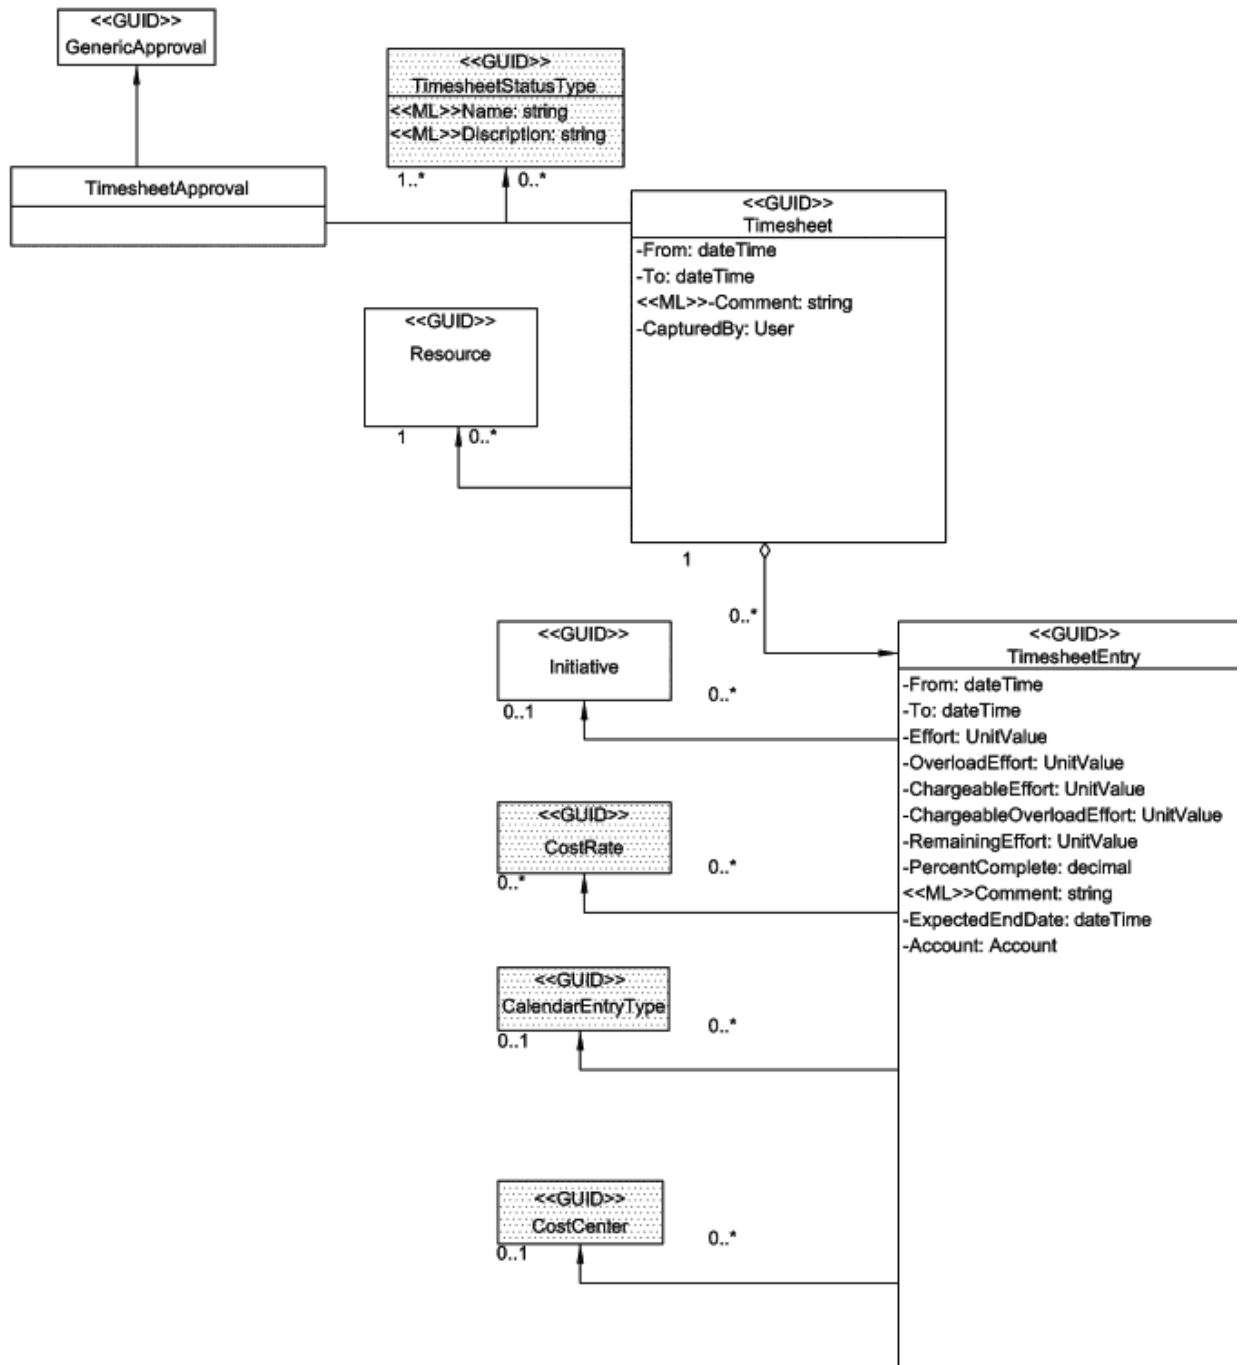 <<GUID>>
GenericApproval
<<GUID>>
TimesheetStatusType
<<ML>>Name: string
<<ML>>Discription: string
1..*
0..*
TimesheetApproval
<<GUID>>
Timesheet
-From: dateTime
-To: dateTime
<<ML>>-Comment: string
-CapturedBy: User
<<GUID>>
Resource
1
0..*
1
0..*
<<GUID>>
Initiative
0..1
0..*
<<GUID>>
TimesheetEntry
-From: dateTime
-To: dateTime
-Effort: UnitValue
-OverloadEffort: UnitValue
-ChargeableEffort: UnitValue
-ChargeableOverloadEffort: UnitValue
-RemainingEffort: UnitValue
-PercentComplete: decimal
<<ML>>Comment: string
-ExpectedEndDate: dateTime
-Account: Account
<<GUID>>
CostRate
0..*
0..*
<<GUID>>
CalendarEntryType
0..1
0..*
<<GUID>>
CostCenter
0..1
0..*